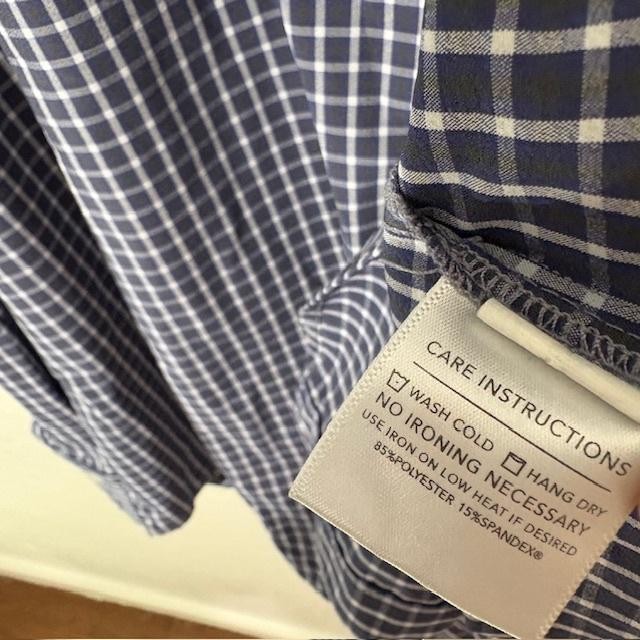 CARE INSTRUCTIONS
WASH COLD HANG DRY
NO IRONING NECESSARY
USE IRON ON LOW HEAT IF DESIRED
85%POLYESTER 15%SPANDEX®